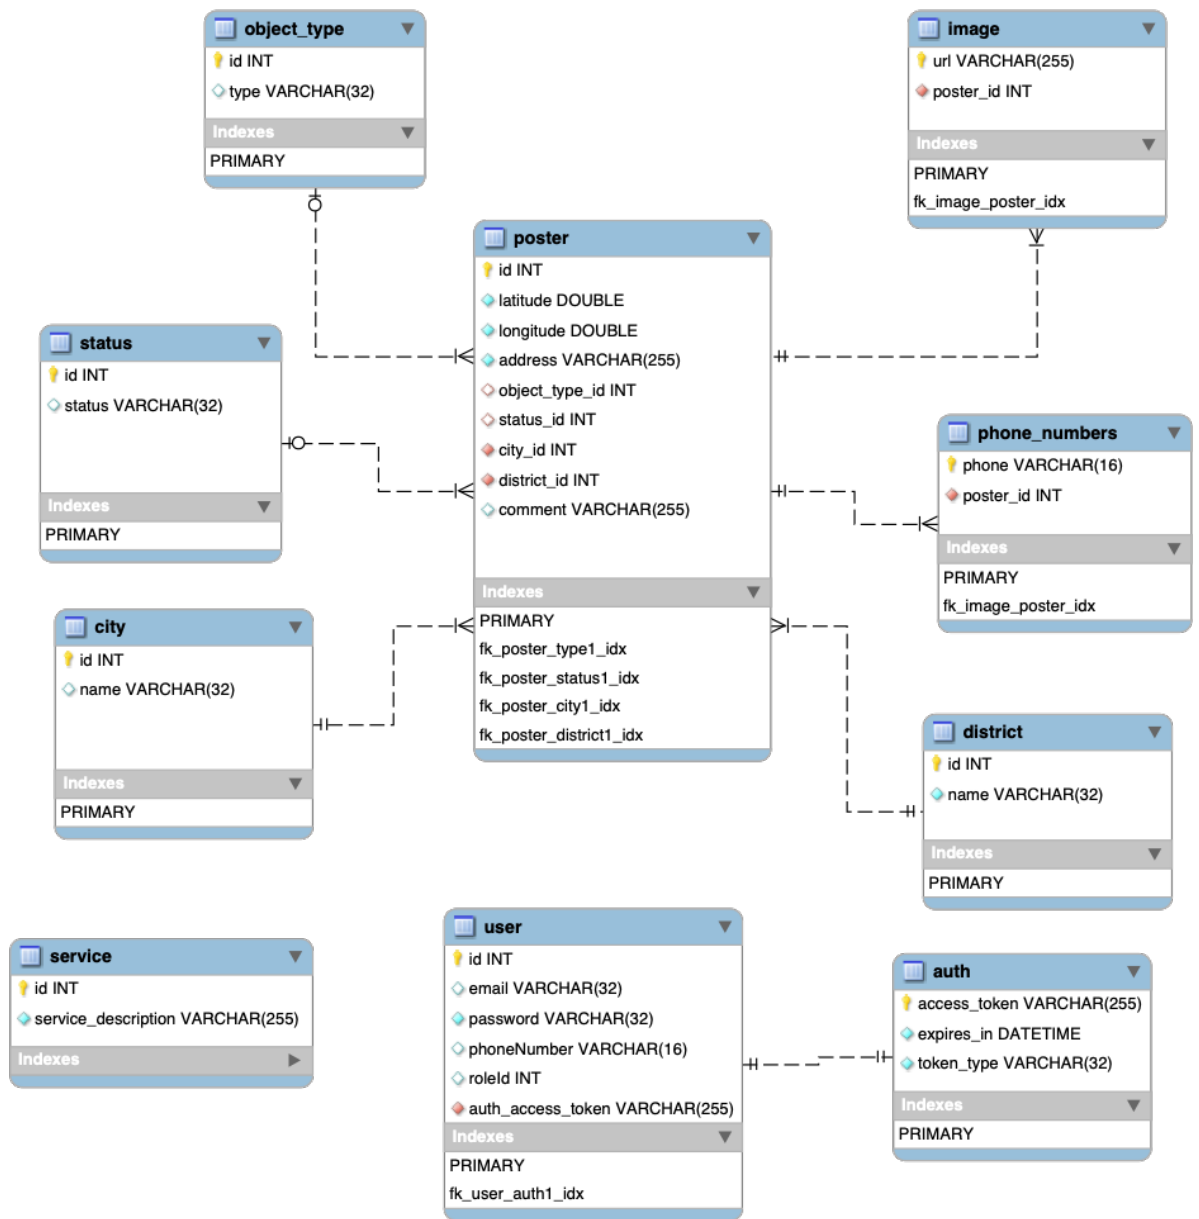 object_type
id INT
type VARCHAR(32)
Indexes
PRIMARY
image
url VARCHAR(255)
poster_id INT
Indexes
PRIMARY
fk_image_poster_idx
poster
id INT
latitude DOUBLE
longitude DOUBLE
address VARCHAR(255)
object_type_id INT
status_id INT
city_id INT
district_id INT
comment VARCHAR(255)
Indexes
PRIMARY
fk_poster_type1_idx
fk_poster_status1_idx
fk_poster_city1_idx
fk_poster_district1_idx
status
id INT
status VARCHAR(32)
Indexes
PRIMARY
phone_numbers
phone VARCHAR(16)
poster_id INT
Indexes
PRIMARY
fk_image_poster_idx
city
id INT
name VARCHAR(32)
Indexes
PRIMARY
district
id INT
name VARCHAR(32)
Indexes
PRIMARY
service
id INT
service_description VARCHAR(255)
Indexes
user
id INT
email VARCHAR(32)
password VARCHAR(32)
phoneNumber VARCHAR(16)
roleId INT
auth_access_token VARCHAR(255)
Indexes
PRIMARY
fk_user_auth1_idx
auth
access_token VARCHAR(255)
expires_in DATETIME
token_type VARCHAR(32)
Indexes
PRIMARY